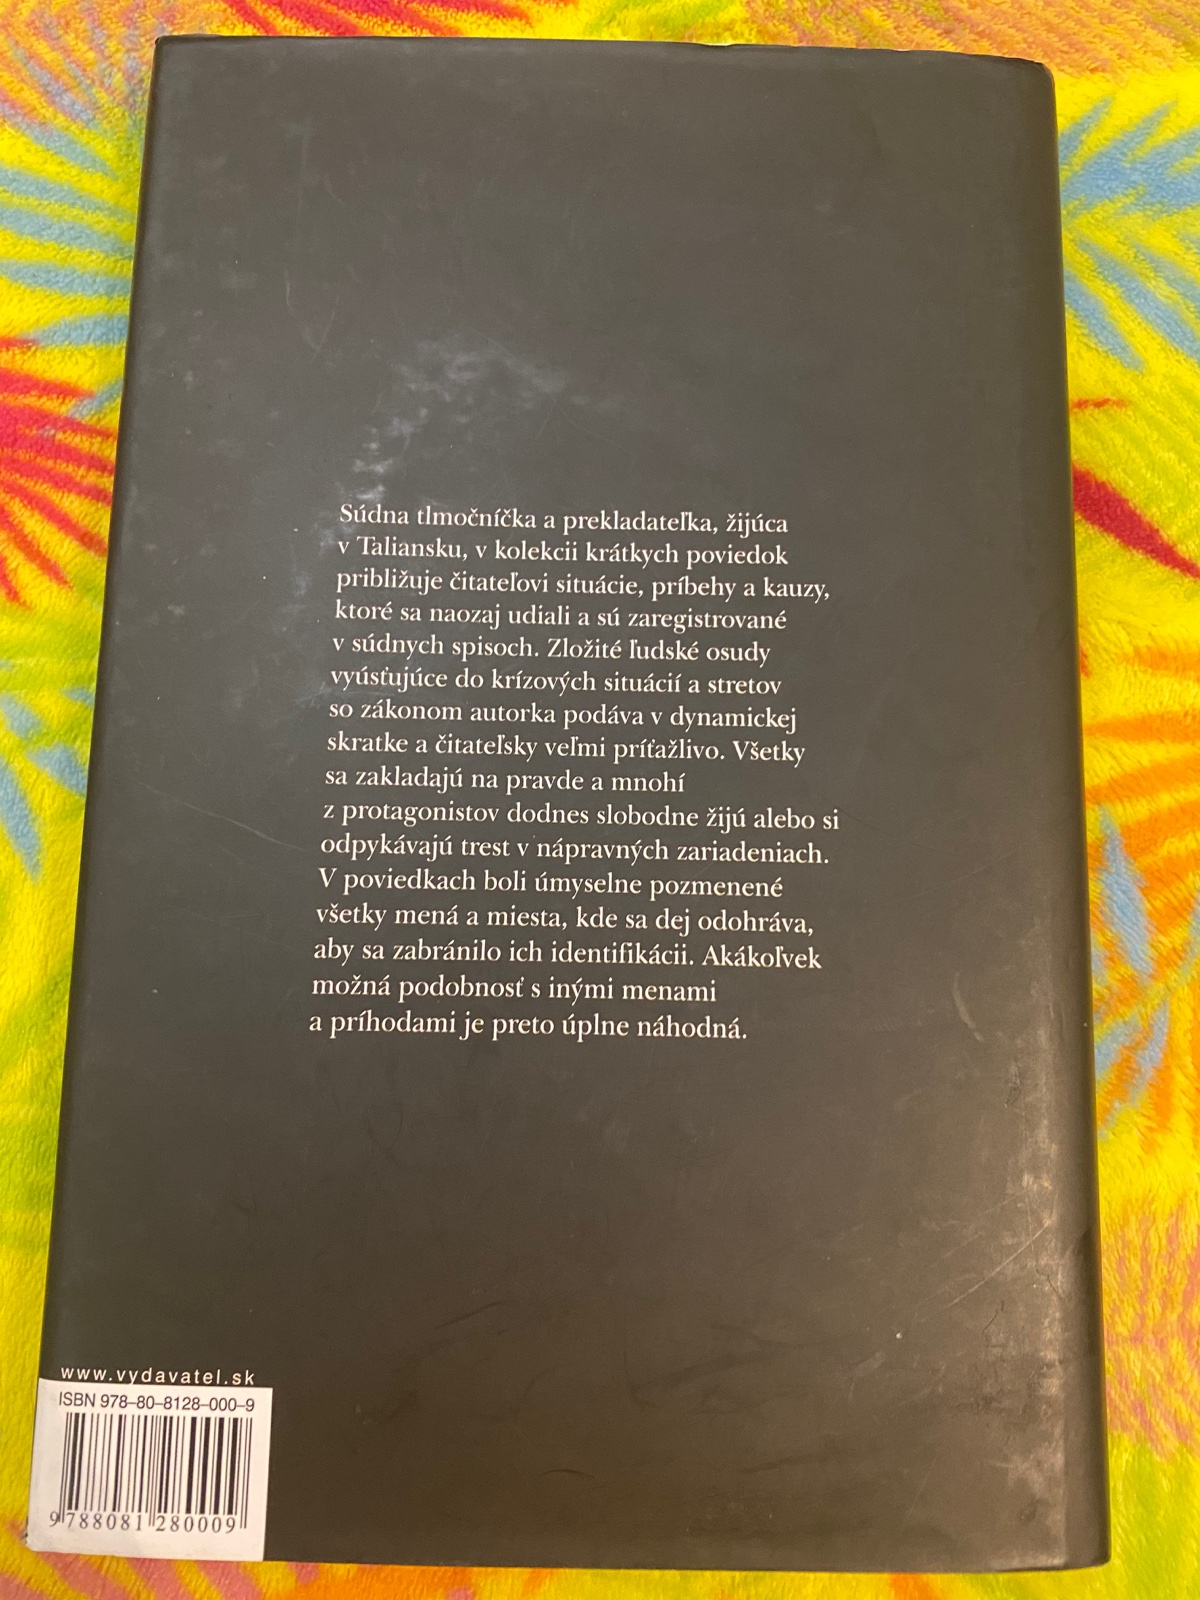 Súdna tlmočníčka a prekladateľka, žijúca
v Taliansku, v kolekcii krátkych poviedok
približuje čitateľovi situácie, príbehy a kauzy,
ktoré sa naozaj udiali a sú zaregistrované
v súdnych spisoch. Zložité ľudské osudy
vyúsťujúce do krízových situácií a stretov
so zákonom autorka podáva v dynamickej
skratke a čitateľsky veľmi príťažlivo. Všetky
sa zakladajú na pravde a mnohí
z protagonistov dodnes slobodne žijú alebo si
odpykávajú trest v nápravných zariadeniach.
V poviedkach boli úmyselne pozmenené
všetky mená a miesta, kde sa dej odohráva,
aby sa zabránilo ich identifikácii. Akákoľvek
možná podobnosť s inými menami
a príhodami je preto úplne náhodná.
www.vydavatel.sk
ISBN 978–80–8128–000–9
9 788081 280009